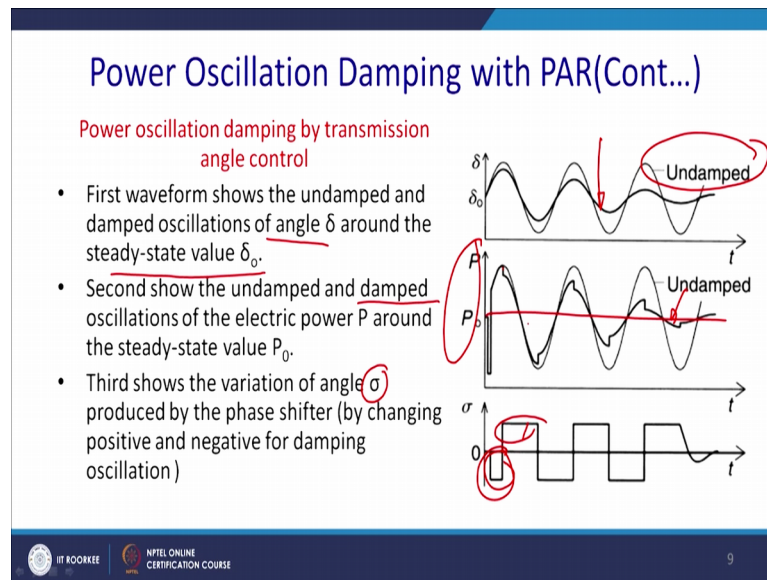 Power Oscillation Damping with PAR(Cont...)
Power oscillation damping by transmission
angle control
• First waveform shows the undamped and
damped oscillations of angle δ around the
steady-state value δo.
• Second show the undamped and damped
oscillations of the electric power P around
the steady-state value P0.
• Third shows the variation of angle σ
produced by the phase shifter (by changing
positive and negative for damping
oscillation )
δ
Undamped
δo
t
P
Undamped
Po
t
σ
0
t
IIT ROORKEE
NPTEL ONLINE
CERTIFICATION COURSE
9